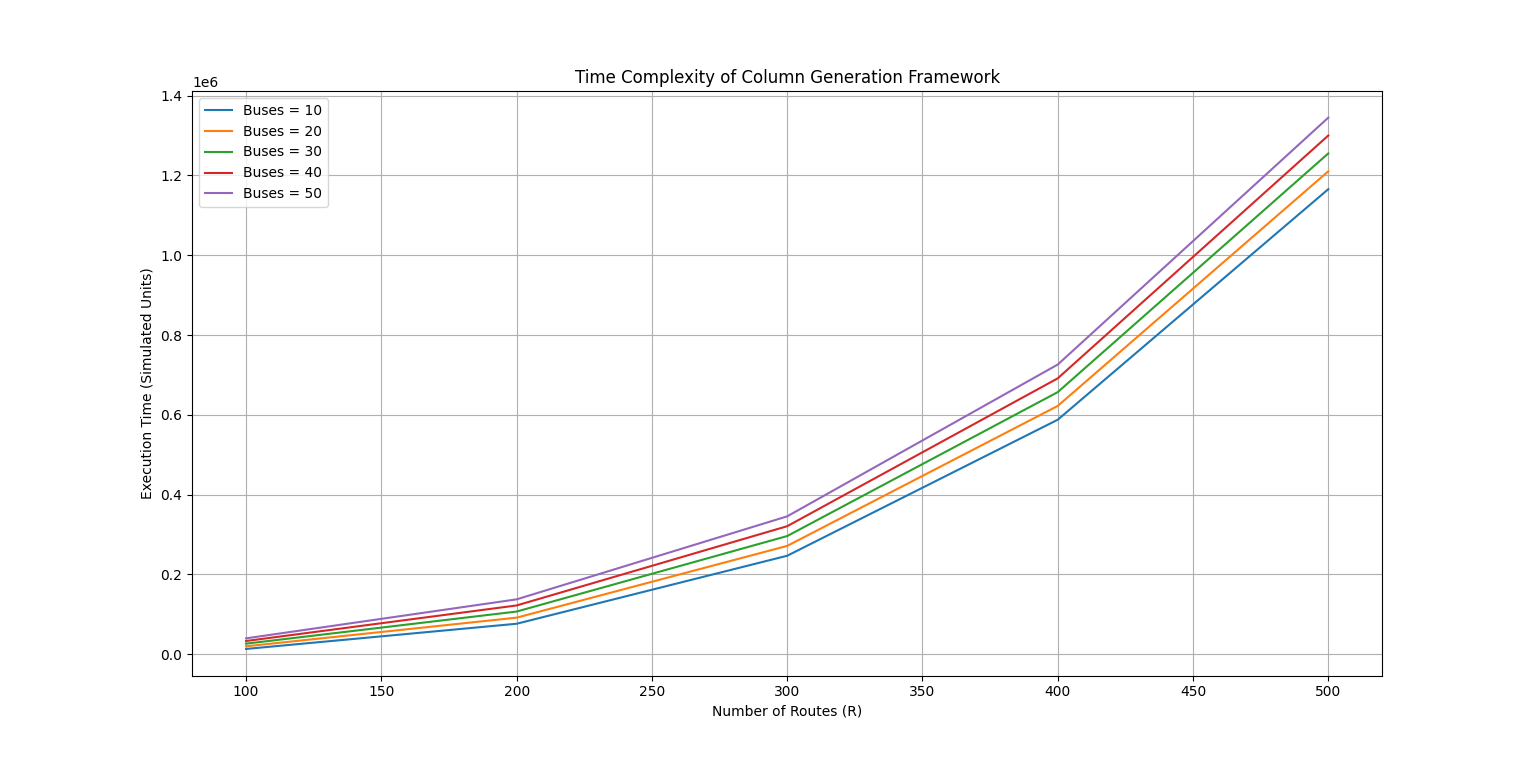 Time Complexity of Column Generation Framework
1e6
1.4
1.2
1.0
0.8
0.6
0.4
0.2
0.0
Execution Time (Simulated Units)
Buses = 10
Buses = 20
Buses = 30
Buses = 40
Buses = 50
100 150 200 250 300 350 400 450 500
Number of Routes (R)